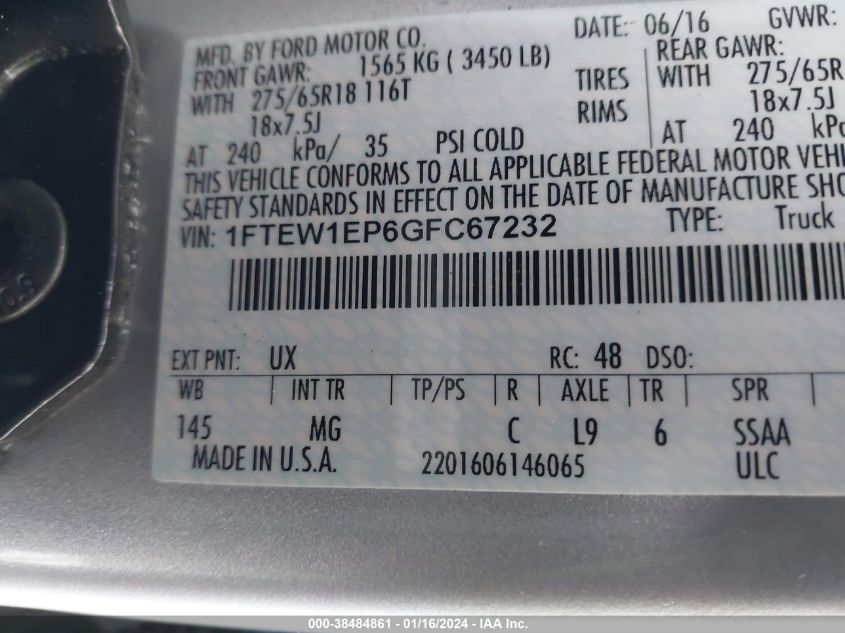 MFD. BY FORD MOTOR CO. DATE: 06/16 GVWR:
FRONT GAWR: 1565 KG ( 3450 LB) REAR GAWR:
WITH 275/65R18 116T TIRES WITH 275/65R
18x7.5J RIMS 18x7.5J
AT 240 kPa/ 35 PSI COLD AT 240 kPa
THIS VEHICLE CONFORMS TO ALL APPLICABLE FEDERAL MOTOR VEHI
SAFETY STANDARDS IN EFFECT ON THE DATE OF MANUFACTURE SHO
VIN: 1FTEW1EP6GFC67232 TYPE: Truck
EXT PNT: UX RC: 48 DSO:
WB INT TR TP/PS R AXLE TR SPR
145 MG C L9 6 SSAA
MADE IN U.S.A. 2201606146065 ULC
000-38484861 - 01/16/2024 - IAA Inc.